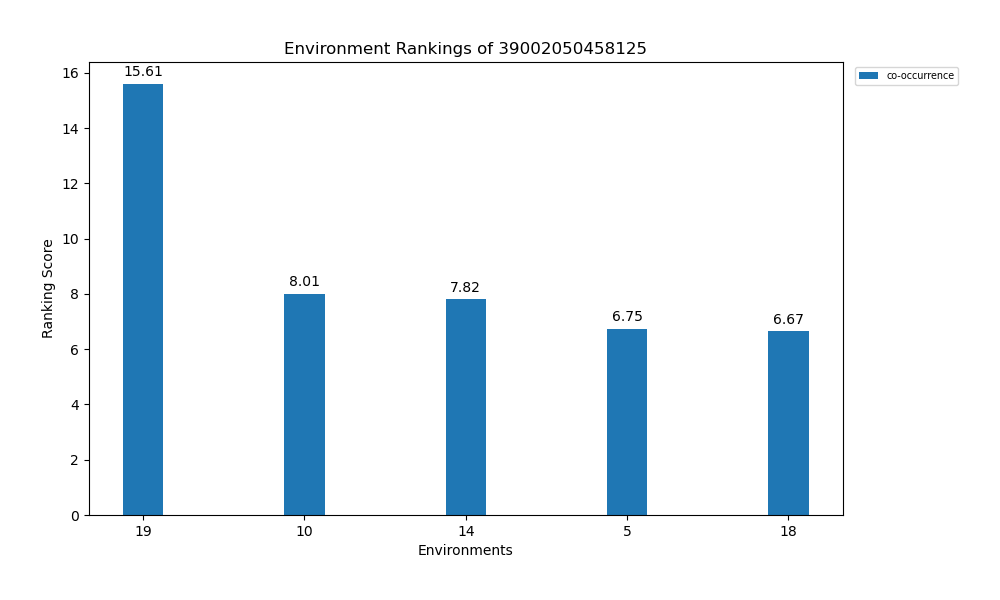 Environment Rankings of 39002050458125
co-occurrence
Ranking Score
16
14
12
10
8
6
4
2
0
15.61
8.01
7.82
6.75
6.67
19 10 14 5 18
Environments